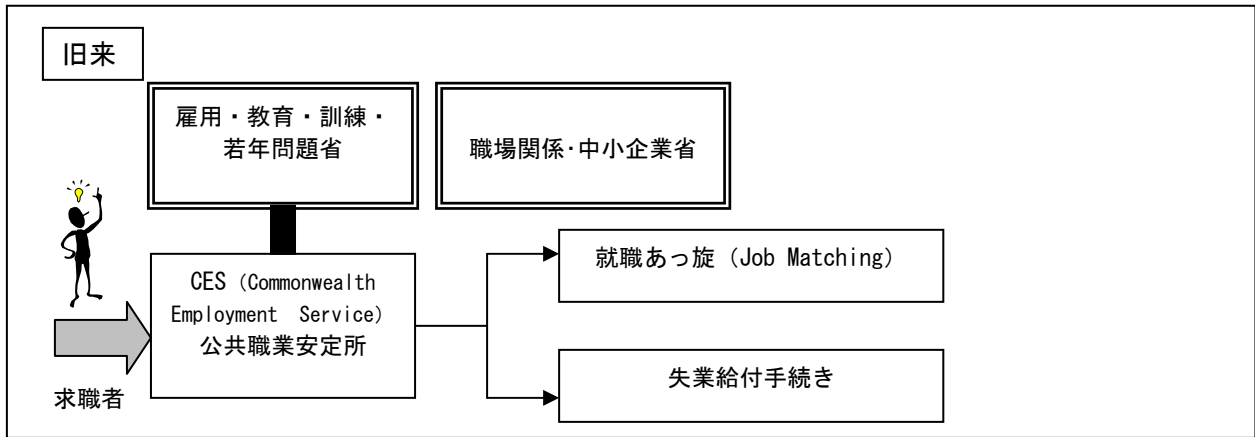 旧来
雇用・教育・訓練・
若年問題省
職場関係・中小企業省
CES (Commonwealth
Employment Service)
公共職業安定所
求職者
就職あっ旋 (Job Matching)
失業給付手続き